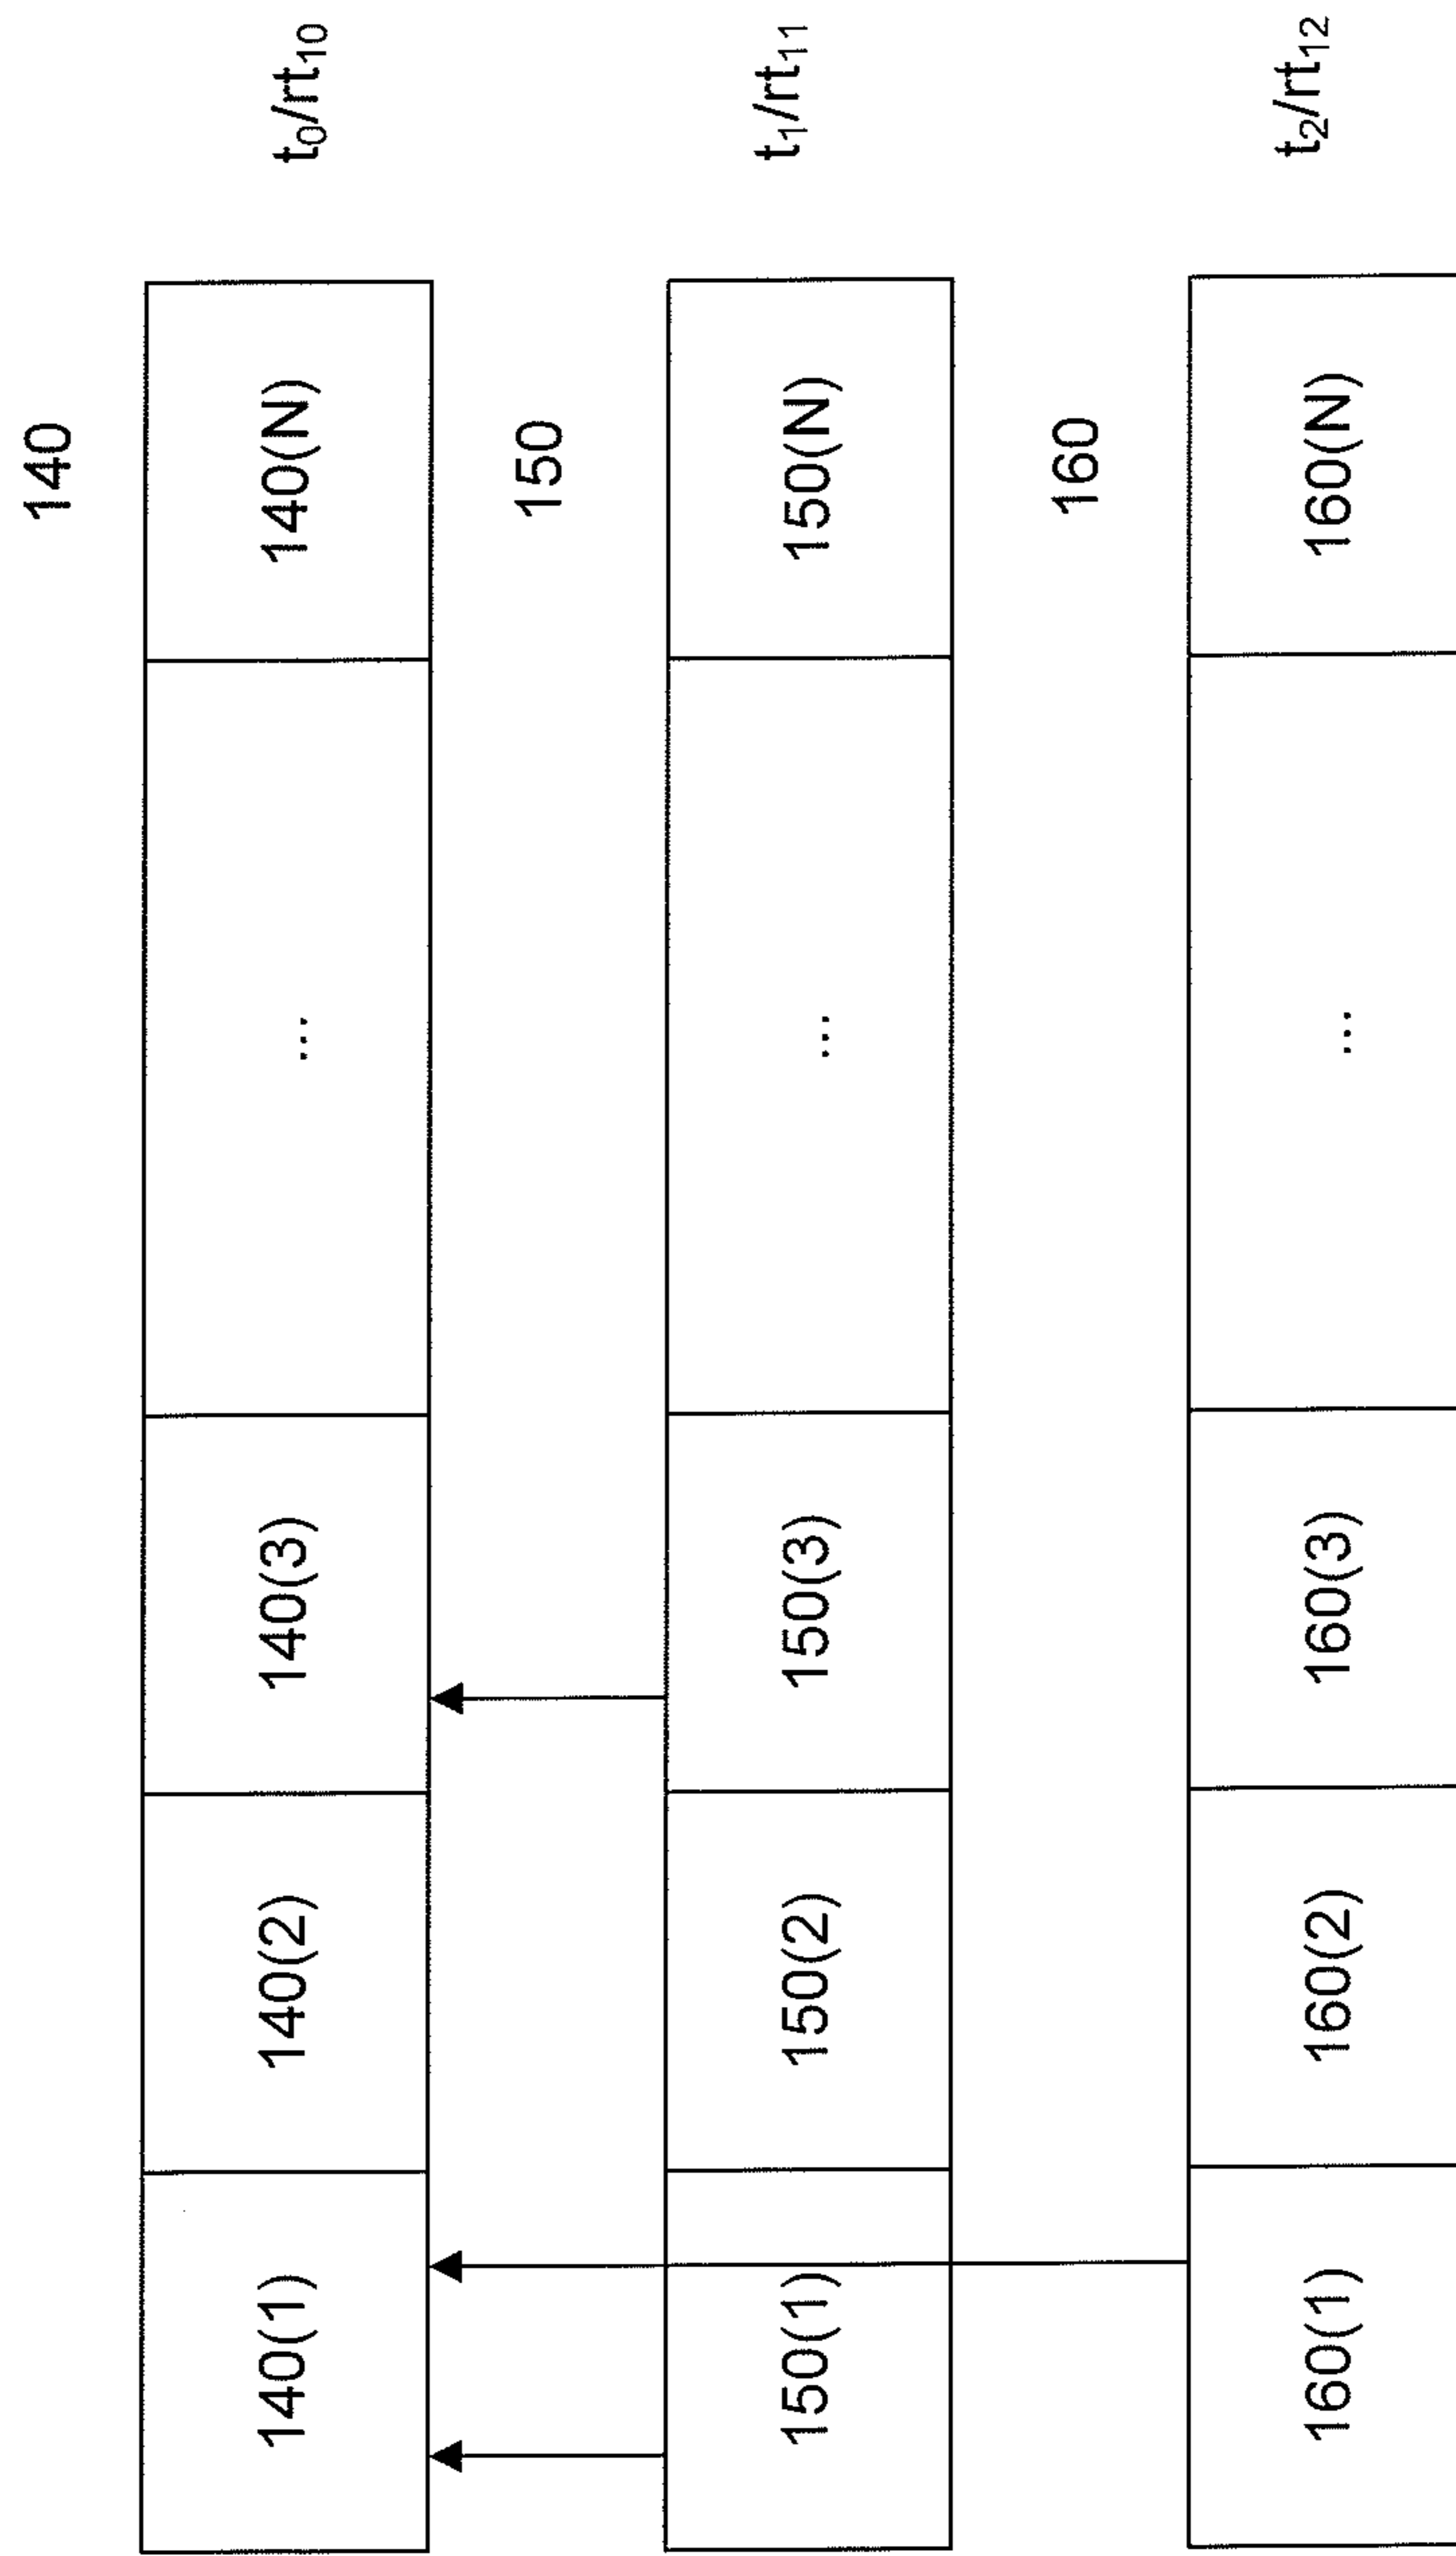 140
140(1) 140(2) 140(3) ... 140(N) t0/rt10
150
150(1) 150(2) 150(3) ... 150(N) t1/rt11
160
160(1) 160(2) 160(3) ... 160(N) t2/rt12